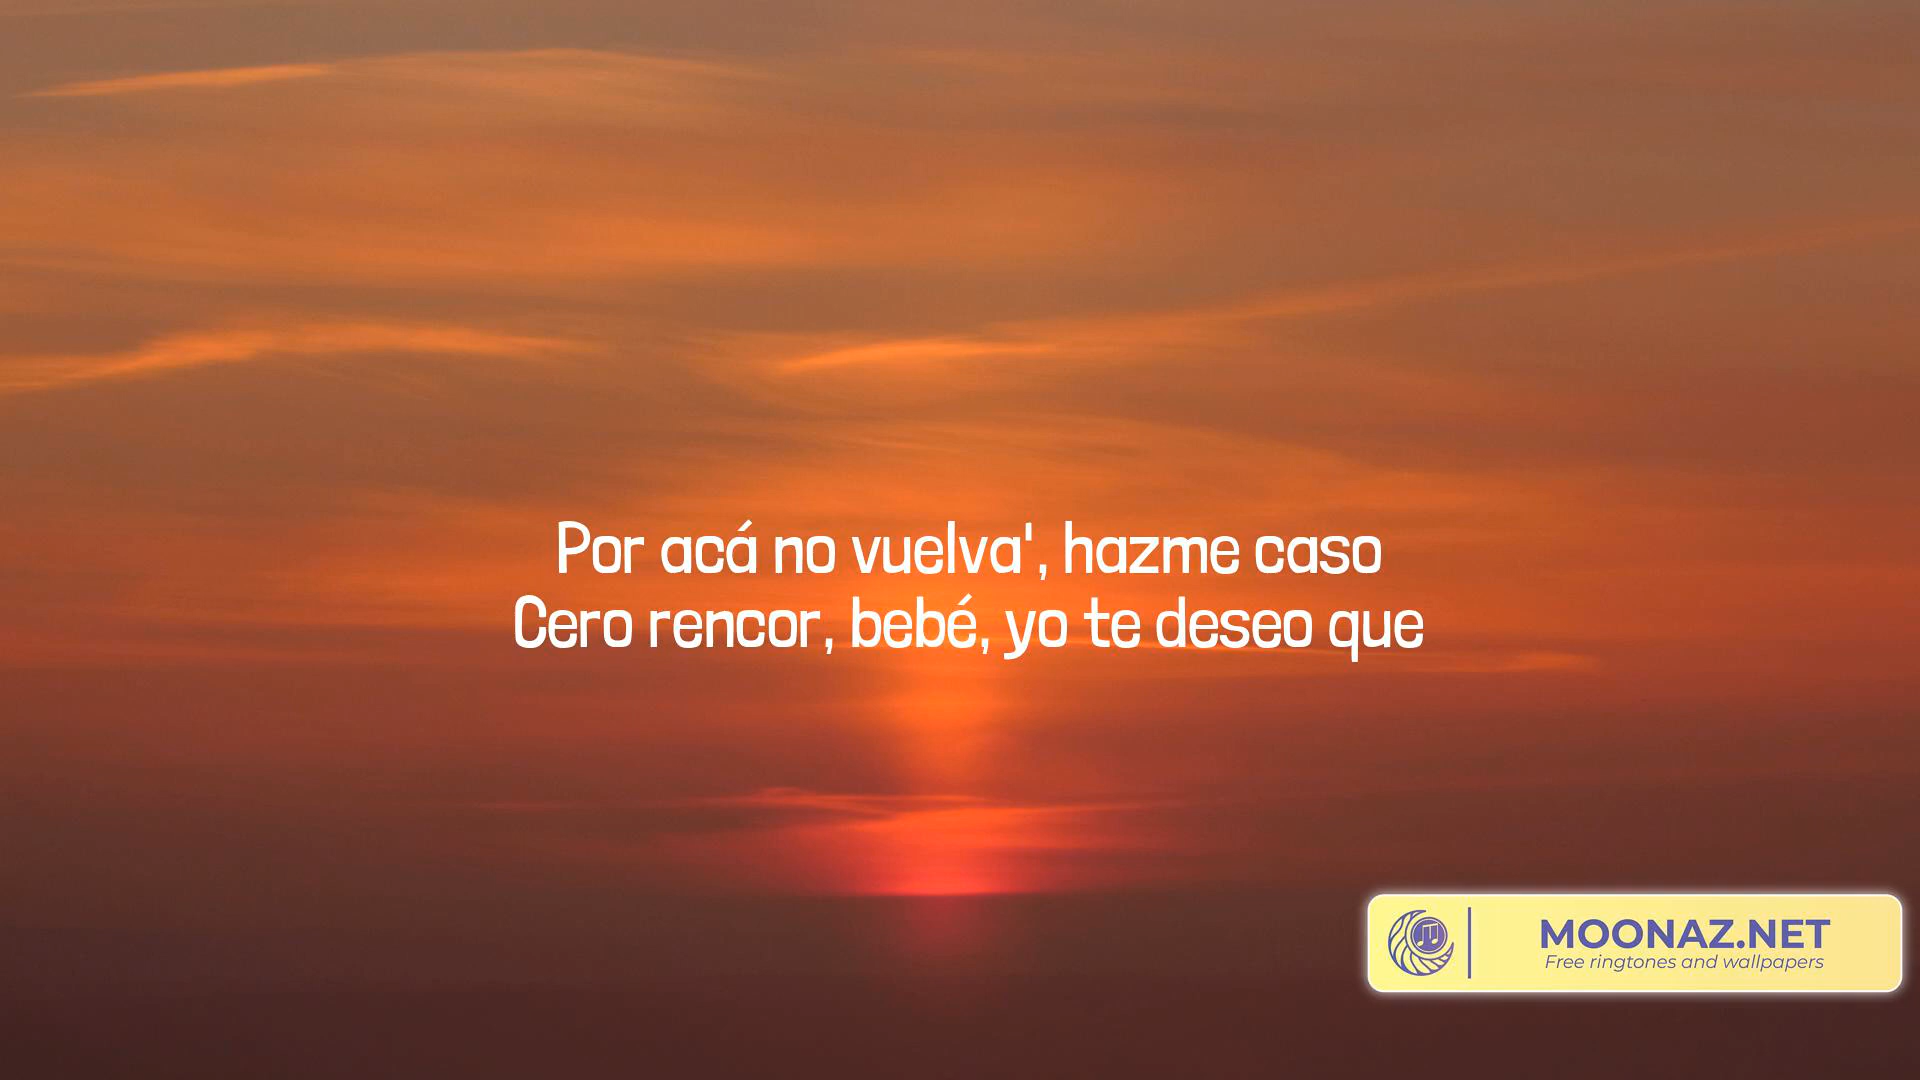 Por acá no vuelva', hazme caso
Cero rencor, bebé, yo te deseo que
MOONAZ.NET
Free ringtones and wallpapers